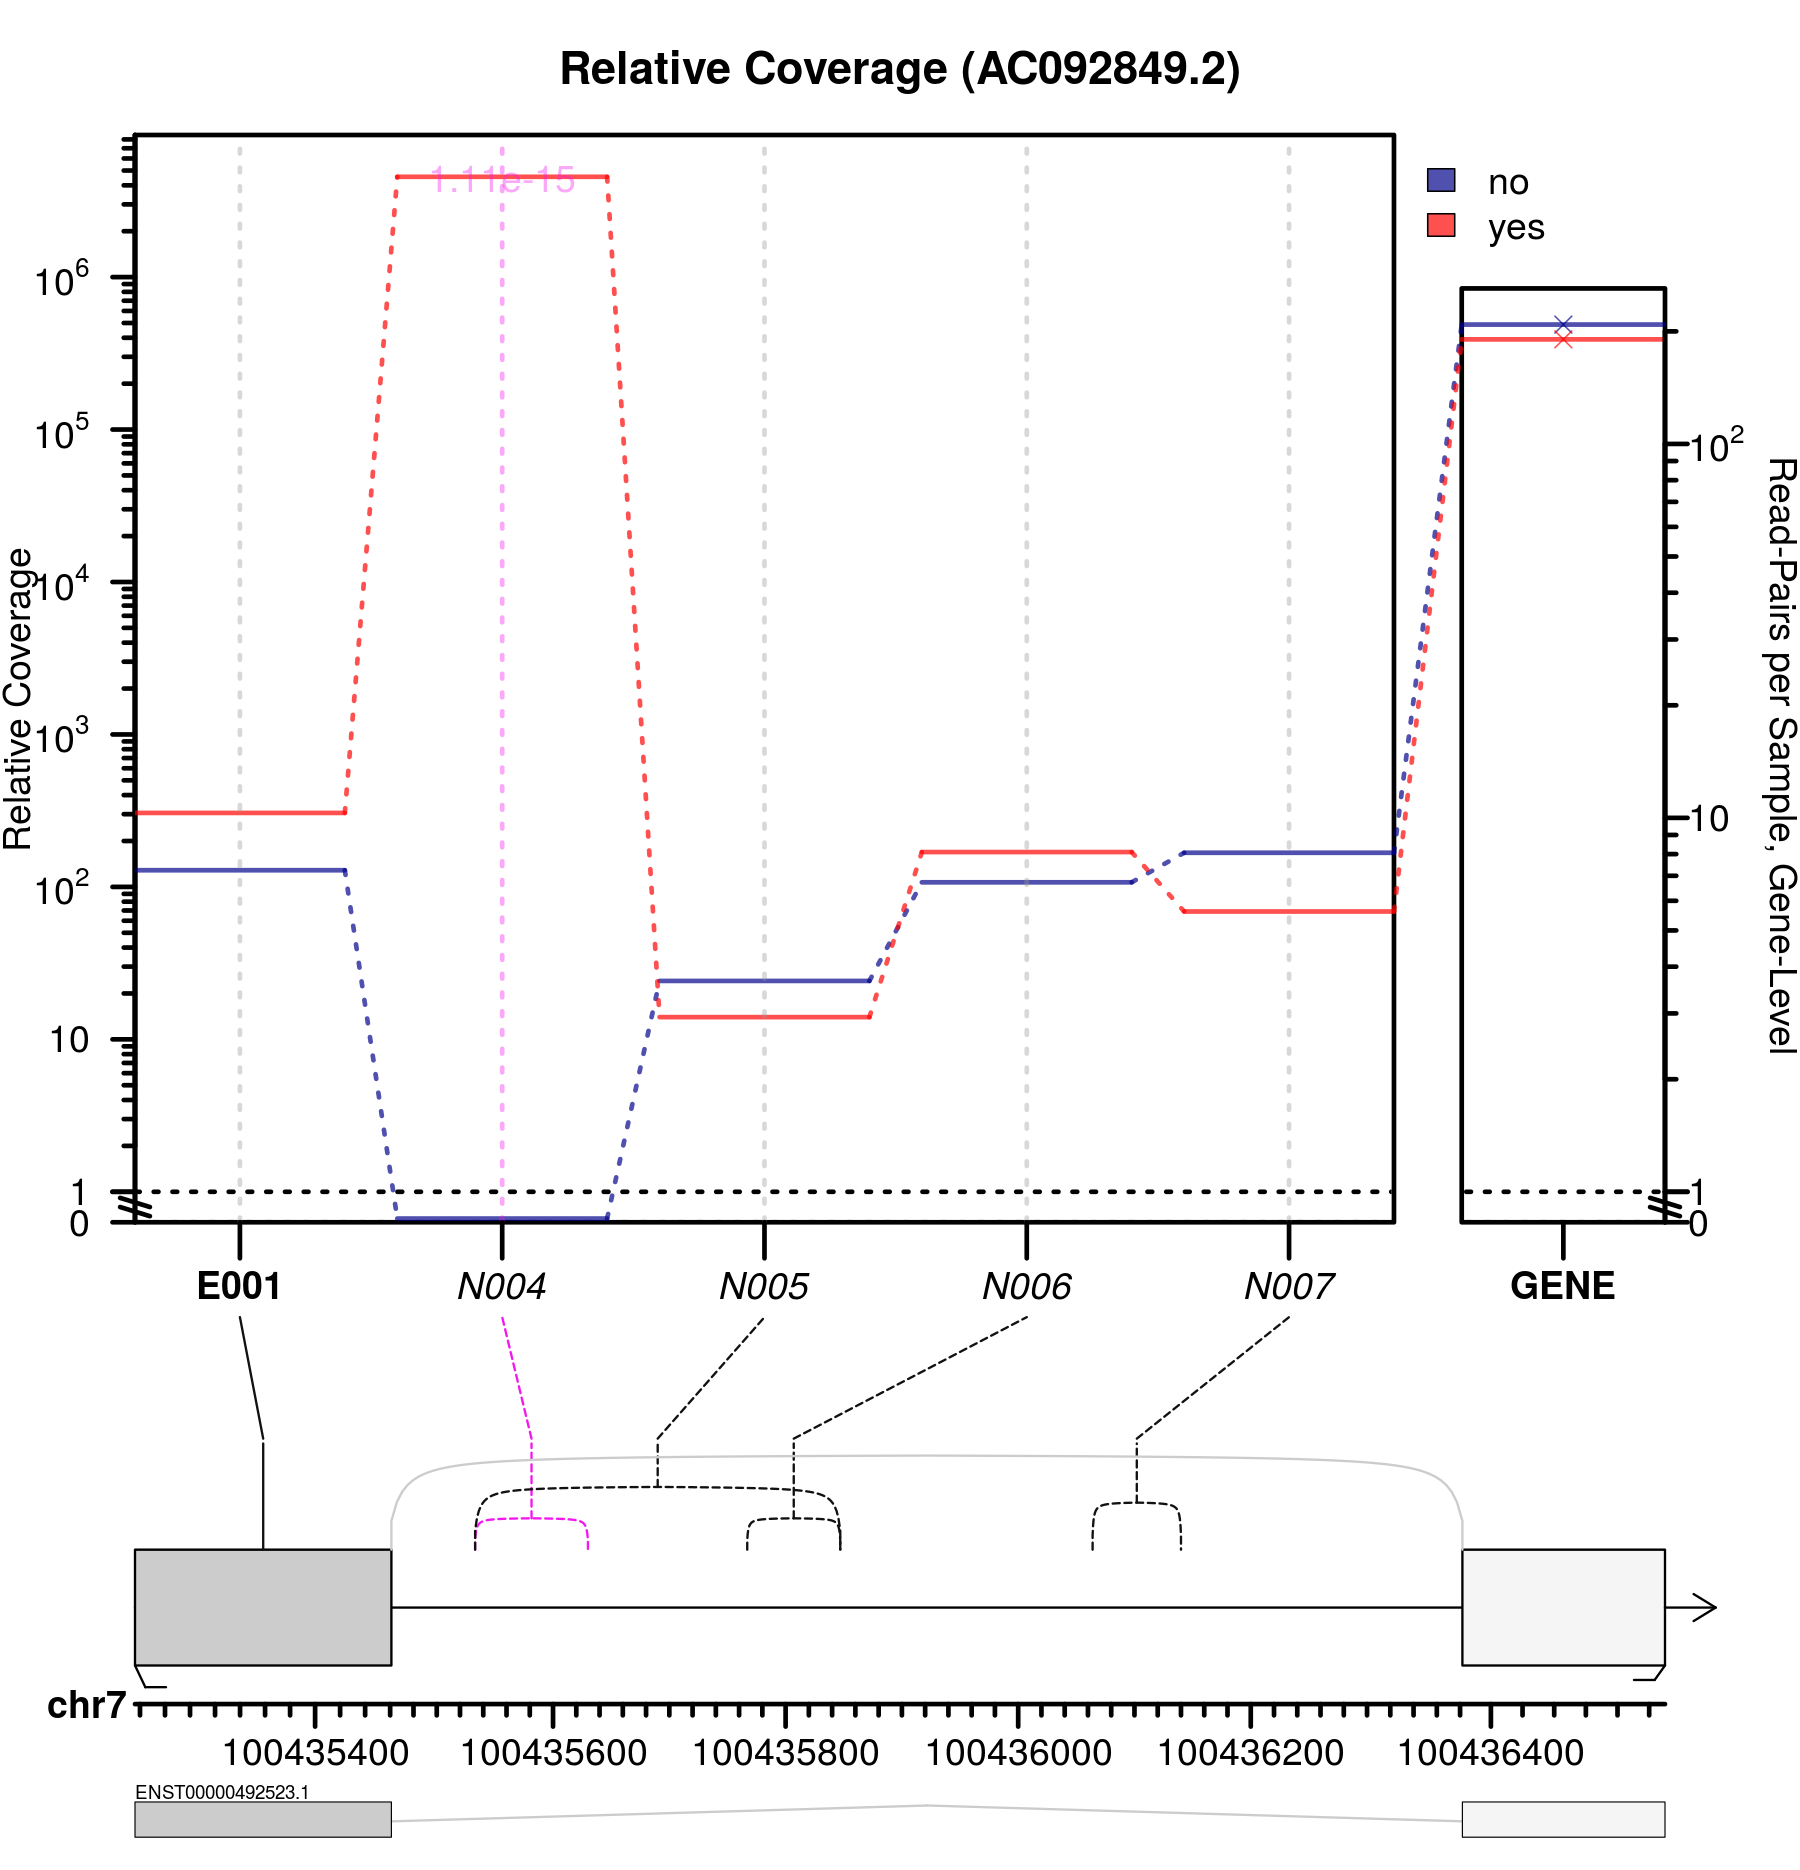 Relative Coverage (AC092849.2)
1.11e-15
no
yes
Relative Coverage
10^6
10^5
10^4
10^3
10^2
10
1
0
10^2
10
1
0
Read-Pairs per Sample, Gene-Level
E001 N004 N005 N006 N007 GENE
chr7
100435400 100435600 100435800 100436000 100436200 100436400
ENST00000492523.1